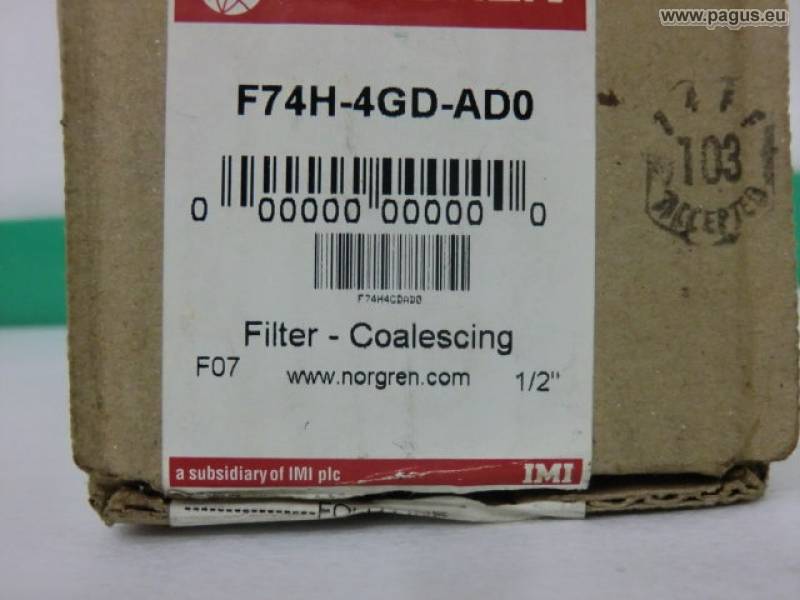 www.pagus.eu
F74H-4GD-AD0
0 00000 00000 0
F74H4GDAD0
Filter - Coalescing
F07 www.norgren.com 1/2"
a subsidiary of IMI plc IMI
103
ACCEPTED